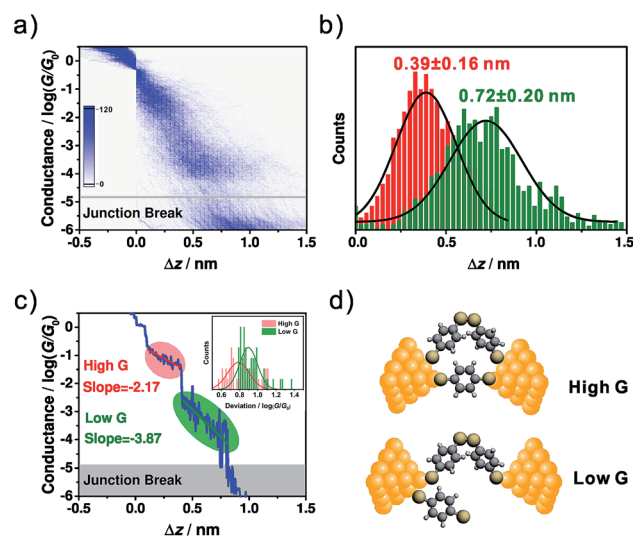 a)
Conductance / log(G/G₀)
0.0
-1
-2
-3
-4
-5
-6
120
0
Junction Break
-0.5 0.0 0.5 1.0 1.5
Δz / nm
b)
0.39±0.16 nm
0.72±0.20 nm
Counts
0.0 0.5 1.0 1.5
Δz / nm
c)
Conductance / log(G/G₀)
0
-1
-2
-3
-4
-5
-6
High G
Slope=-2.17
Low G
Slope=-3.87
Junction Break
High G
Low G
Counts
0.6 0.8 1.0 1.2 1.4
Deviation / log(G/G₀)
-0.5 0.0 0.5 1.0 1.5
Δz / nm
d)
High G
Low G